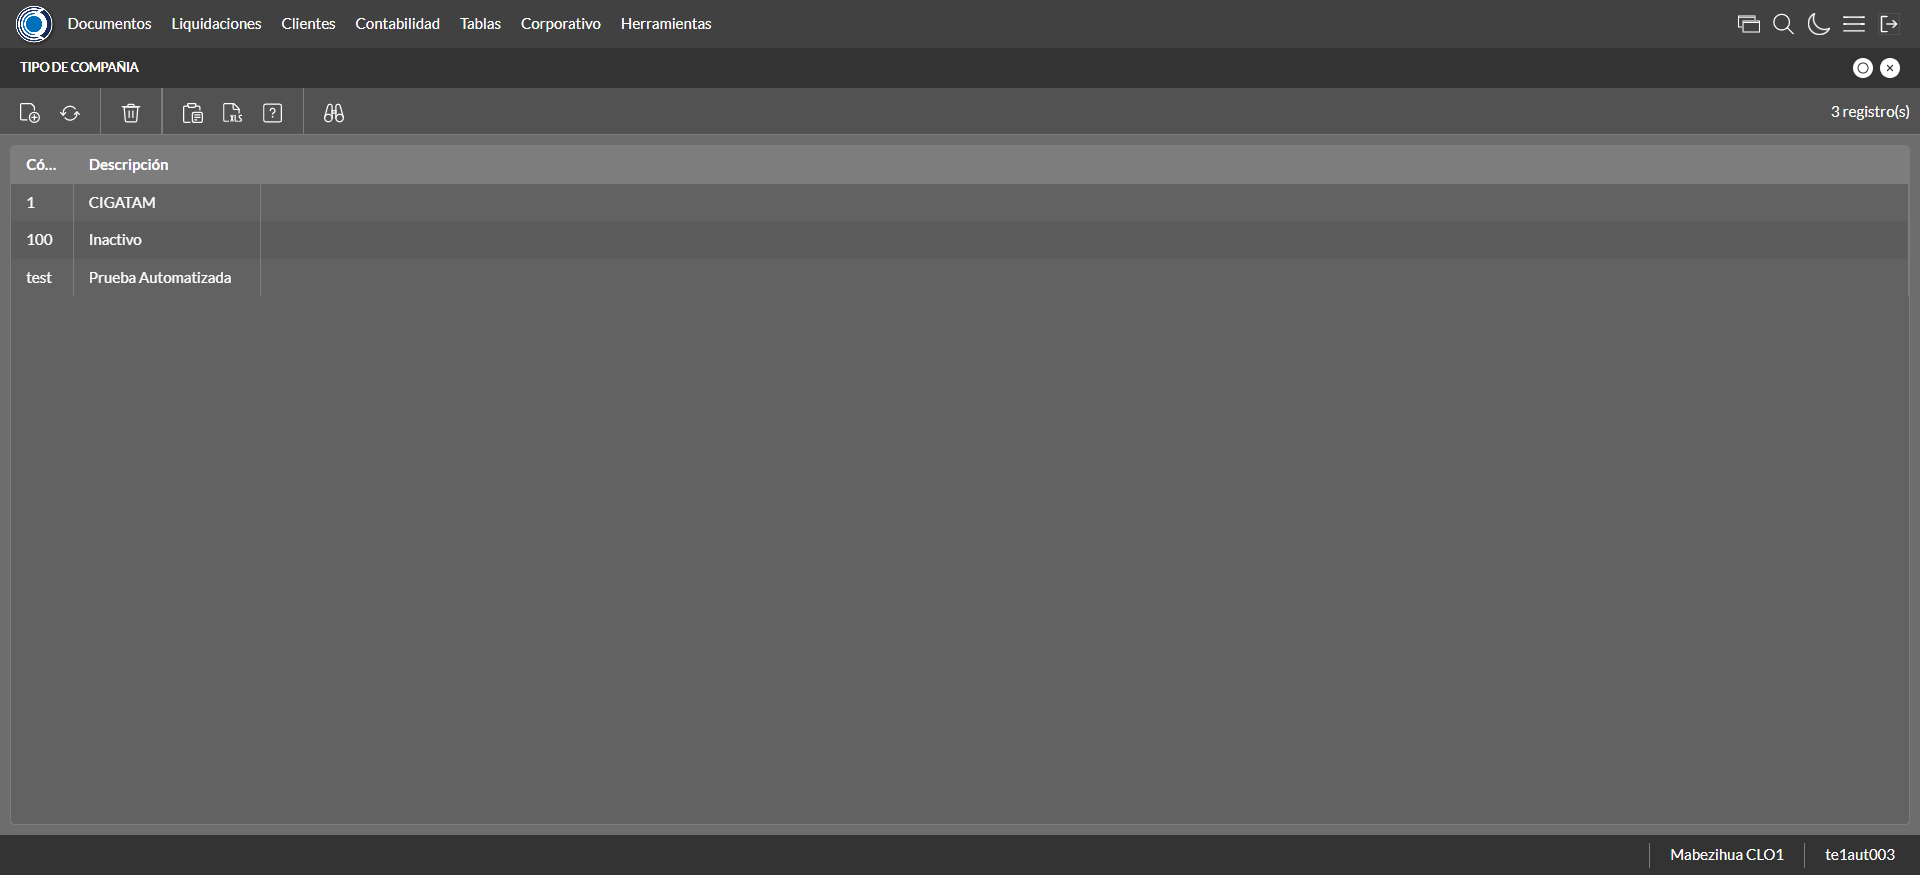 Documentos Liquidaciones Clientes Contabilidad Tablas Corporativo Herramientas
TIPO DE COMPAÑIA
XLS ? 3 registro(s)
Có... Descripción
1 CIGATAM
100 Inactivo
test Prueba Automatizada
Mabezihua CLO1 te1aut003